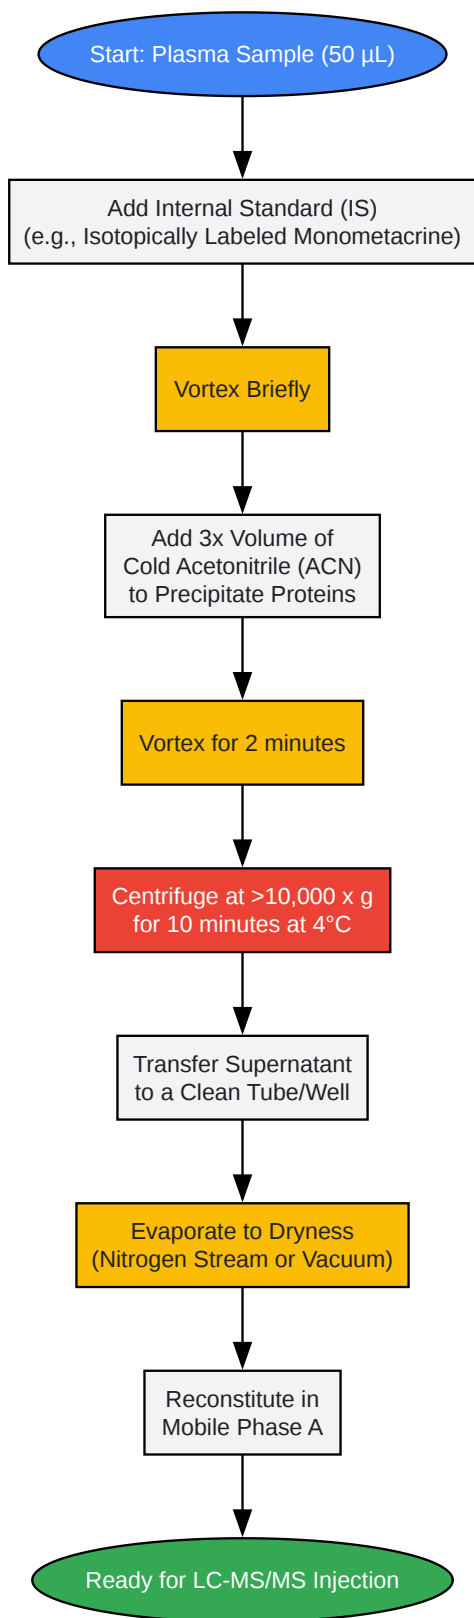 Start: Plasma Sample (50 µL)
Add Internal Standard (IS)
(e.g., Isotopically Labeled Monometacrine)
Vortex Briefly
Add 3x Volume of
Cold Acetonitrile (ACN)
to Precipitate Proteins
Vortex for 2 minutes
Centrifuge at >10,000 x g
for 10 minutes at 4°C
Transfer Supernatant
to a Clean Tube/Well
Evaporate to Dryness
(Nitrogen Stream or Vacuum)
Reconstitute in
Mobile Phase A
Ready for LC-MS/MS Injection